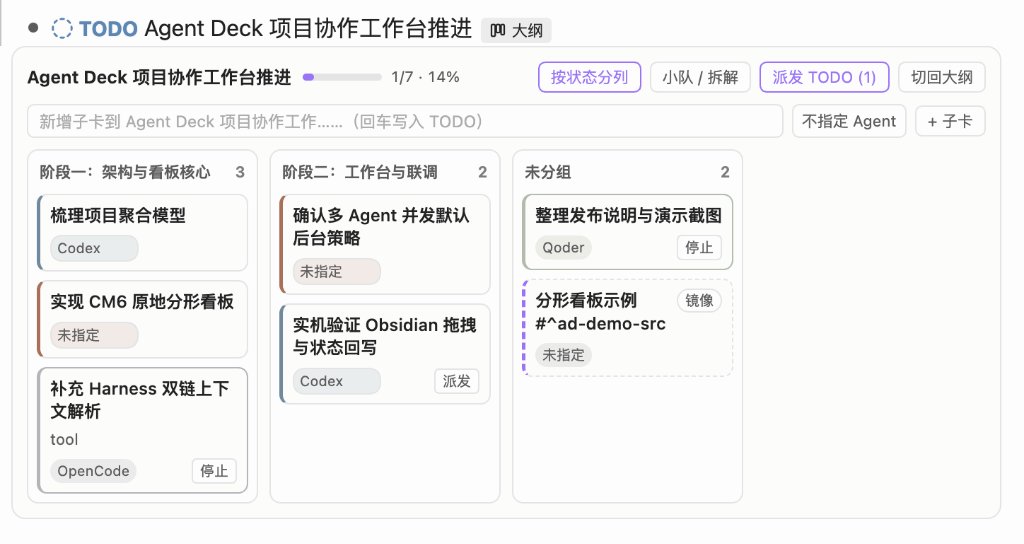 TODO Agent Deck 项目协作工作台推进 大纲
Agent Deck 项目协作工作台推进 1/7 · 14% 按状态分列 小队 / 拆解 派发 TODO (1) 切回大纲
新增子卡到 Agent Deck 项目协作工作……（回车写入 TODO） 不指定 Agent + 子卡
阶段一：架构与看板核心 3
梳理项目聚合模型
Codex
实现 CM6 原地分形看板
未指定
补充 Harness 双链上下
文解析
tool
OpenCode 停止
阶段二：工作台与联调 2
确认多 Agent 并发默认
后台策略
未指定
实机验证 Obsidian 拖拽
与状态回写
Codex 派发
未分组 2
整理发布说明与演示截图
Qoder 停止
分形看板示例 镜像
#^ad-demo-src
未指定